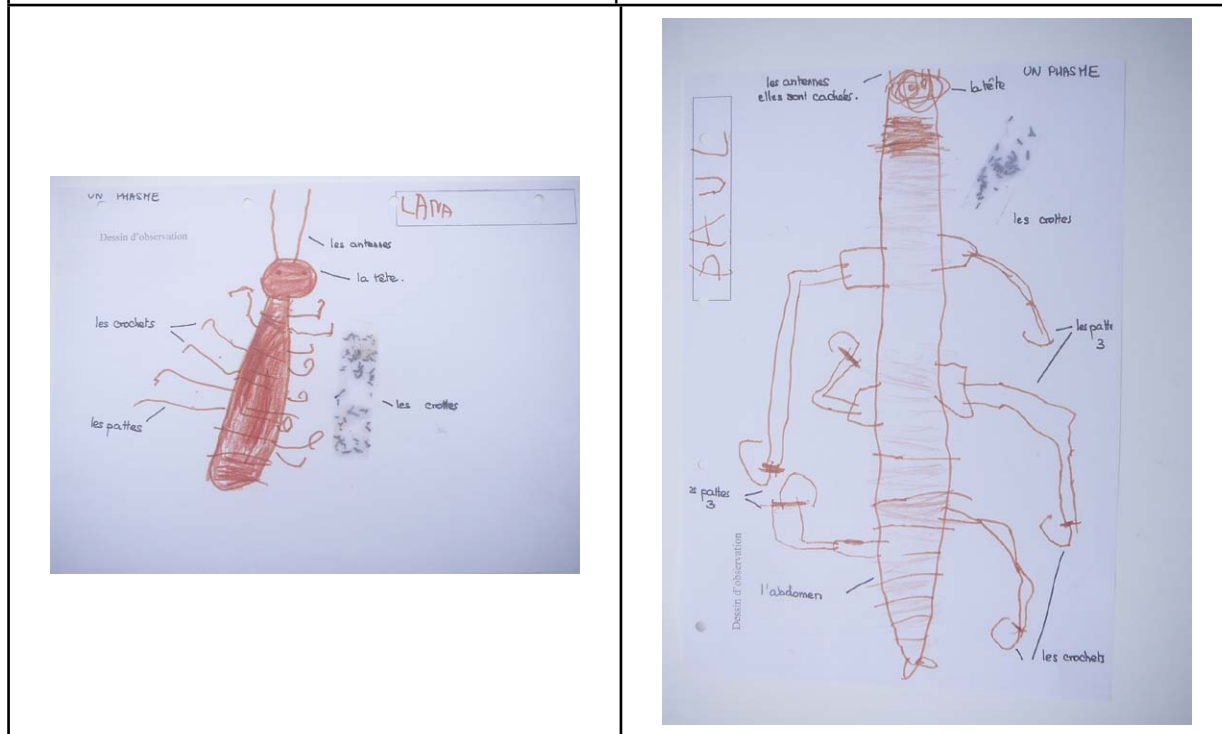 UN PHASME
LANA
Dessin d'observation
les antennes
la tête.
les crochets
les crottes
les pattes
les antennes
elles sont cachées.
la tête
UN PHASME
PAUL
les crottes
les patte
3
pattes
3
Dessin d'observation
l'abdomen
les crochets